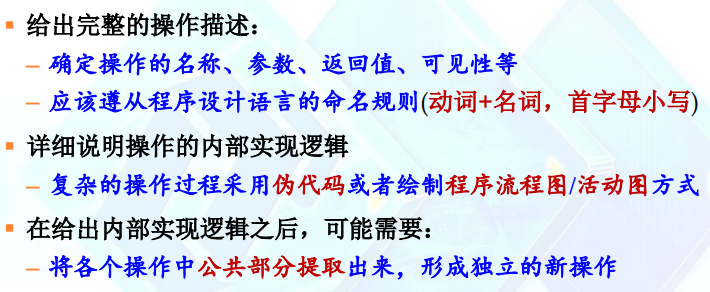 ▪ 给出完整的操作描述：
– 确定操作的名称、参数、返回值、可见性等
– 应该遵从程序设计语言的命名规则(动词+名词，首字母小写)
▪ 详细说明操作的内部实现逻辑
– 复杂的操作过程采用伪代码或者绘制程序流程图/活动图方式
▪ 在给出内部实现逻辑之后，可能需要：
– 将各个操作中公共部分提取出来，形成独立的新操作